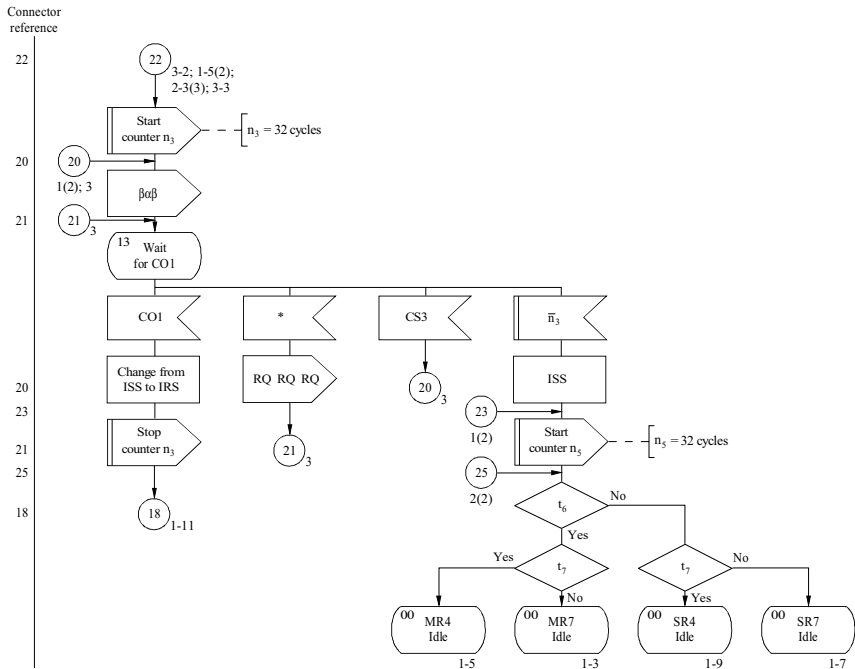 Connector
reference
22
22
3-2; 1-5(2);
2-3(3); 3-3
Start
counter n₃
n₃ = 32 cycles
20
20
1(2); 3
βαβ
21
21
3
13
Wait
for CO1
CO1
*
CS3
n̅₃
Change from
ISS to IRS
RQ RQ RQ
20
3
ISS
20
23
23
1(2)
Stop
counter n₃
21
3
Start
counter n₅
n₅ = 32 cycles
21
25
25
2(2)
18
18
1-11
t₆
No
Yes
Yes
t₇
No
t₇
No
Yes
00
MR4
Idle
1-5
00
MR7
Idle
1-3
00
SR4
Idle
1-9
00
SR7
Idle
1-7